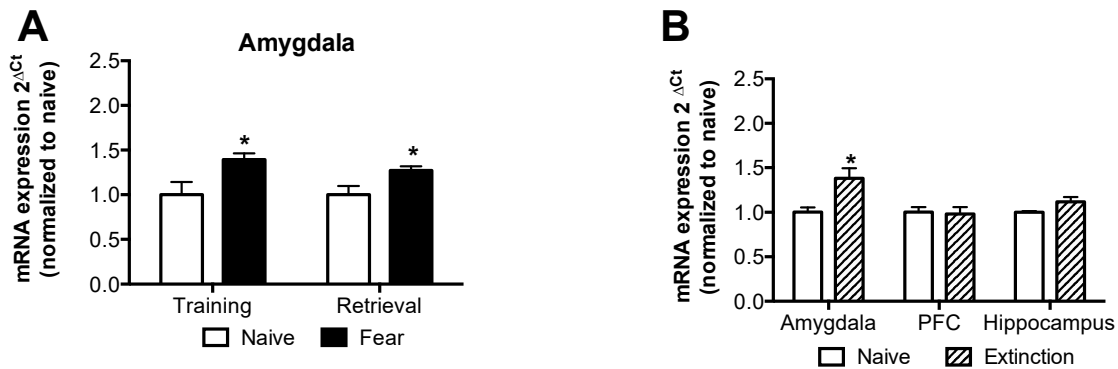 A
Amygdala
mRNA expression 2^ΔCt
(normalized to naive)
2.5
2.0
1.5
1.0
0.5
0.0
* *
Training Retrieval
Naive Fear
B
mRNA expression 2 ^ΔCt
(normalized to naive)
2.5
2.0
1.5
1.0
0.5
0.0
*
Amygdala PFC Hippocampus
Naive Extinction